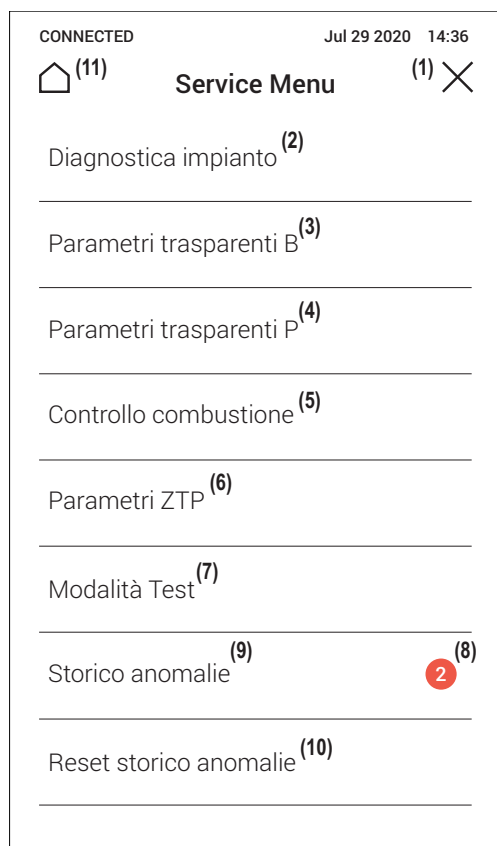 CONNECTED Jul 29 2020 14:36
(11) Service Menu (1)
Diagnostica impianto (2)
Parametri trasparenti B (3)
Parametri trasparenti P (4)
Controllo combustione (5)
Parametri ZTP (6)
Modalità Test (7)
Storico anomalie (9) 2 (8)
Reset storico anomalie (10)